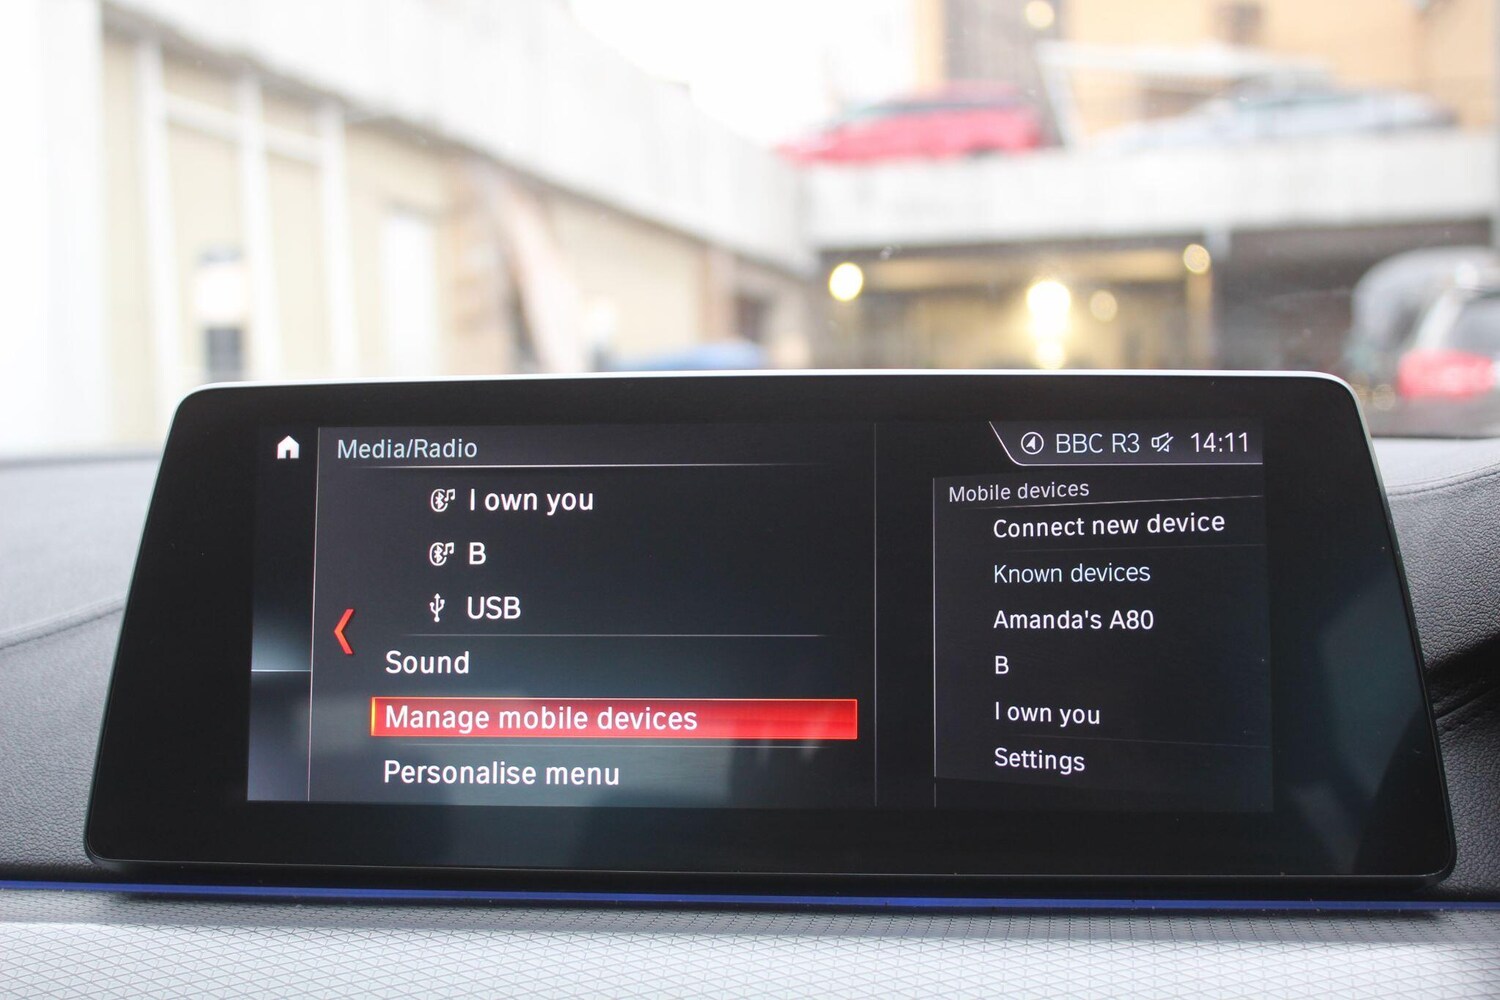 Media/Radio
I own you
B
USB
Sound
Manage mobile devices
Personalise menu
BBC R3 14:11
Mobile devices
Connect new device
Known devices
Amanda's A80
B
I own you
Settings